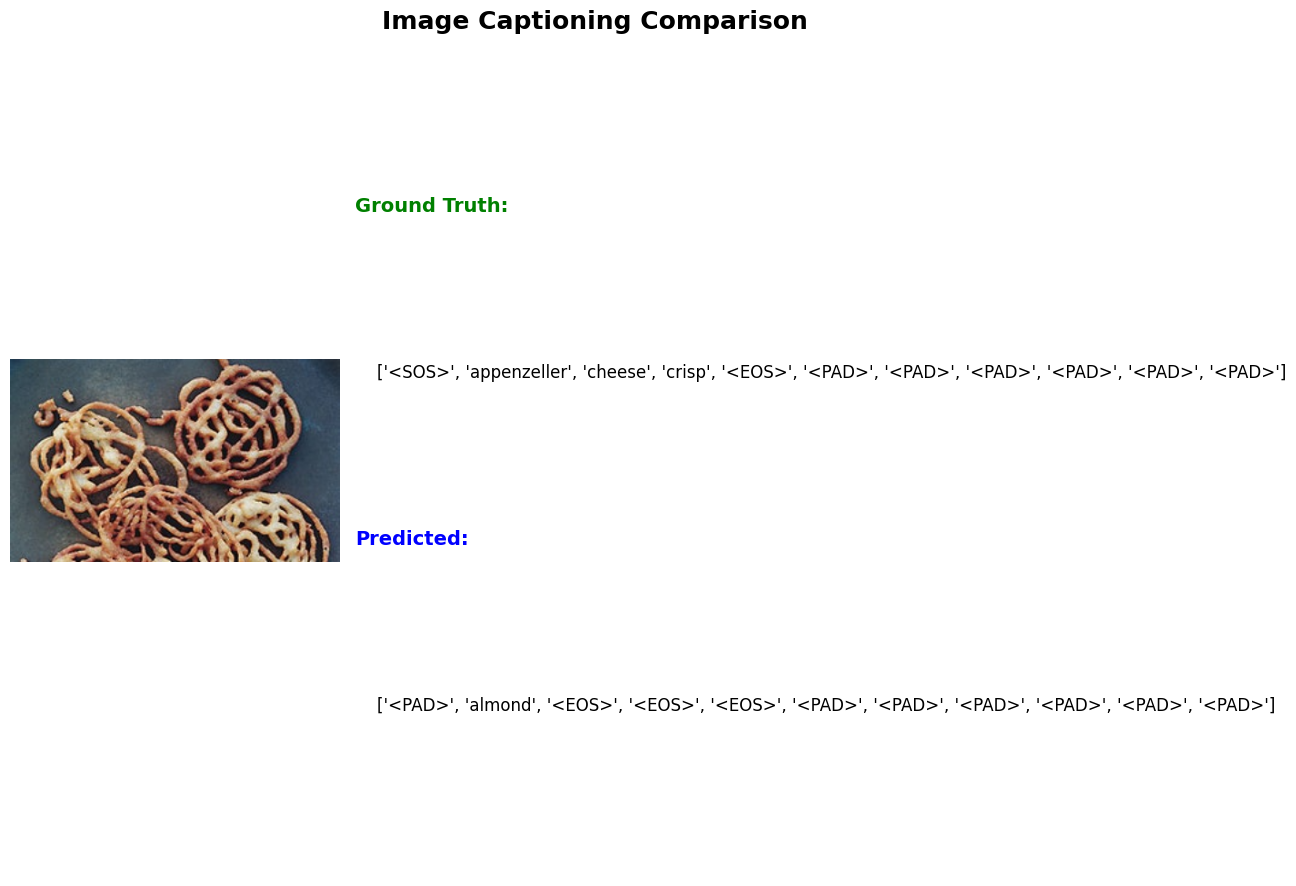 Image Captioning Comparison
Ground Truth:
['<SOS>', 'appenzeller', 'cheese', 'crisp', '<EOS>', '<PAD>', '<PAD>', '<PAD>', '<PAD>', '<PAD>', '<PAD>']
Predicted:
['<PAD>', 'almond', '<EOS>', '<EOS>', '<EOS>', '<PAD>', '<PAD>', '<PAD>', '<PAD>', '<PAD>', '<PAD>']